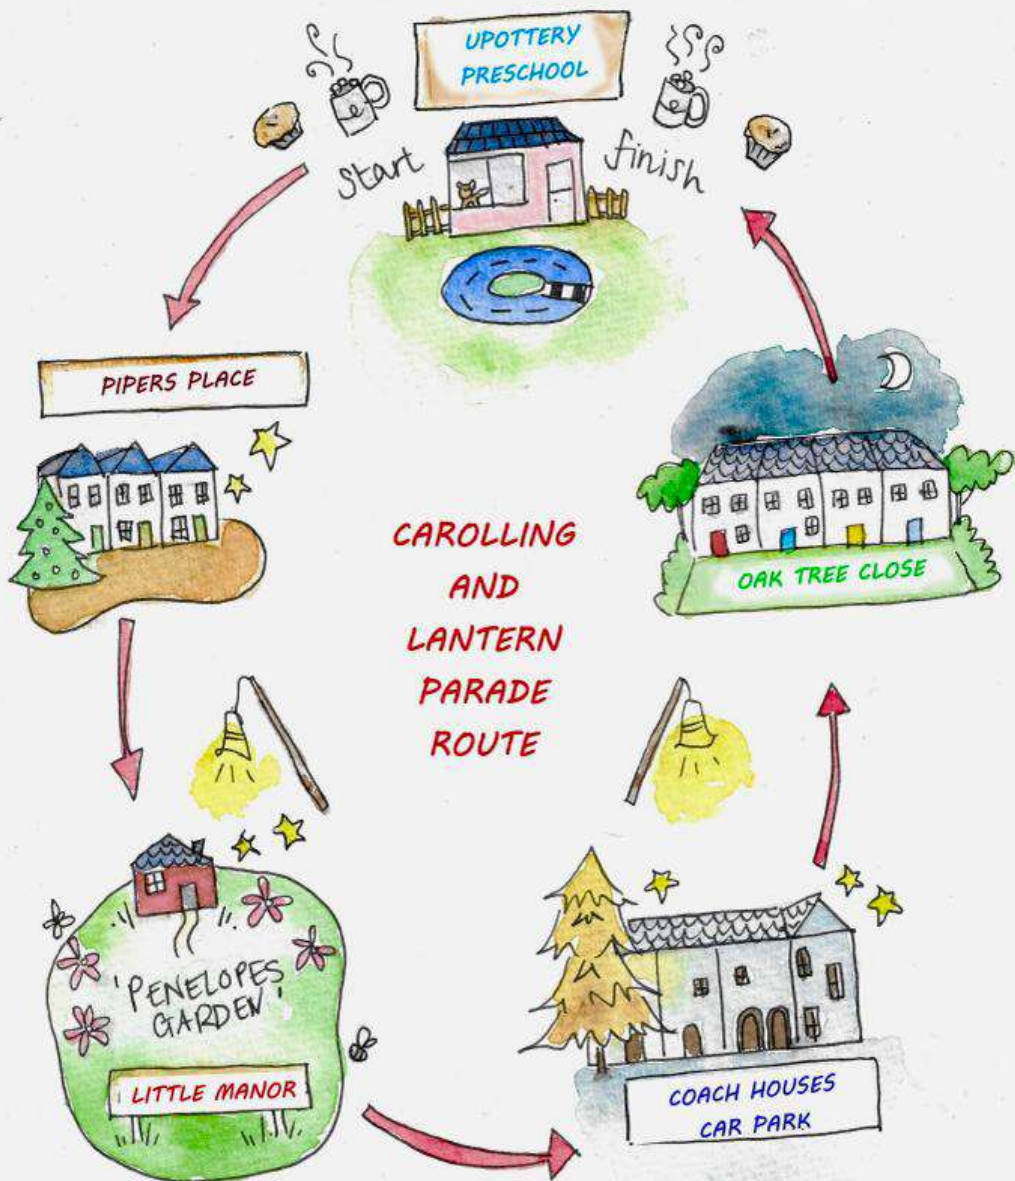 UPOTTERY
PRESCHOOL
start
finish
PIPERS PLACE
CAROLLING
AND
LANTERN
PARADE
ROUTE
OAK TREE CLOSE
'PENELOPES
GARDEN'
LITTLE MANOR
COACH HOUSES
CAR PARK